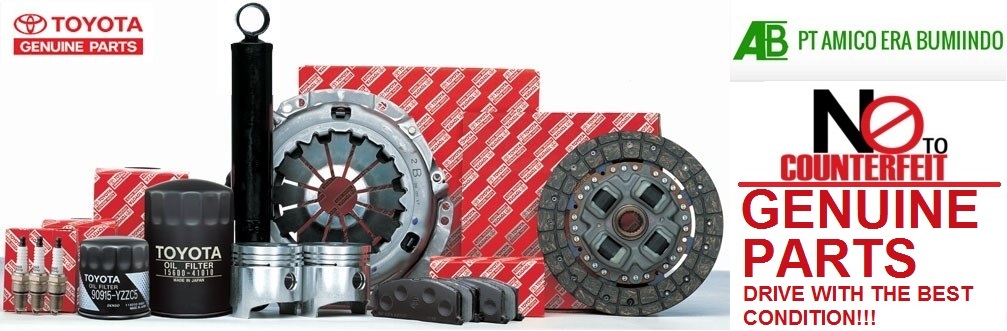 TOYOTA
GENUINE PARTS
AB PT AMICO ERA BUMIINDO
NO TO
COUNTERFEIT
GENUINE
PARTS
DRIVE WITH THE BEST
CONDITION!!!
TOYOTA
OIL FILTER
90915-YZZC5
TOYOTA
OIL FILTER
15600-41010
MADE IN JAPAN
2B